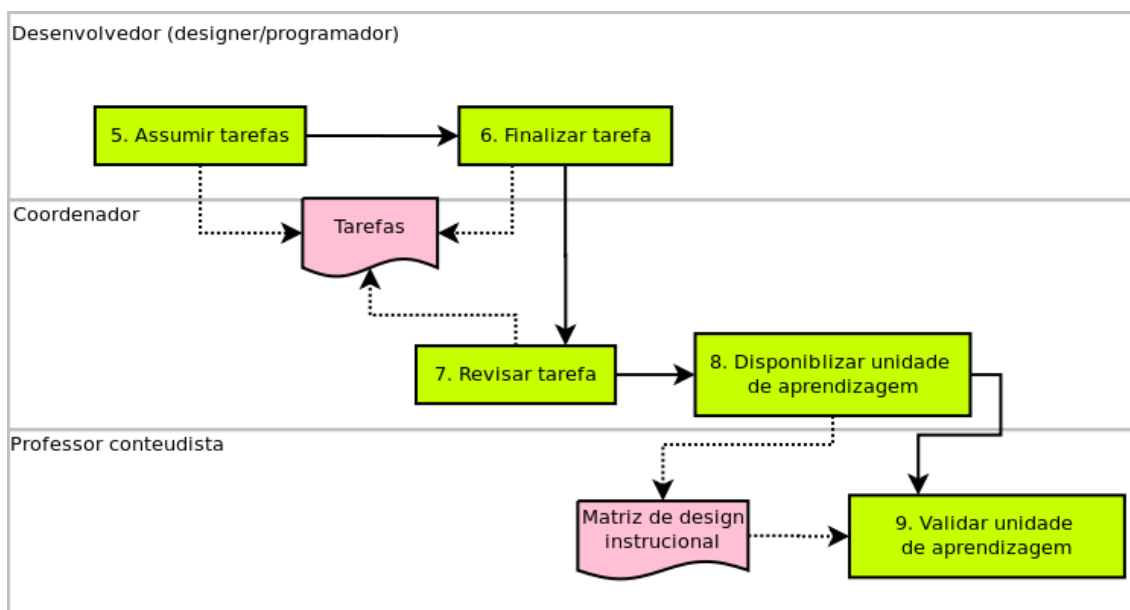 Desenvolvedor (designer/programador)
5. Assumir tarefas
6. Finalizar tarefa
Coordenador
Tarefas
7. Revisar tarefa
8. Disponiblizar unidade
de aprendizagem
Professor conteudista
Matriz de design
instrucional
9. Validar unidade
de aprendizagem